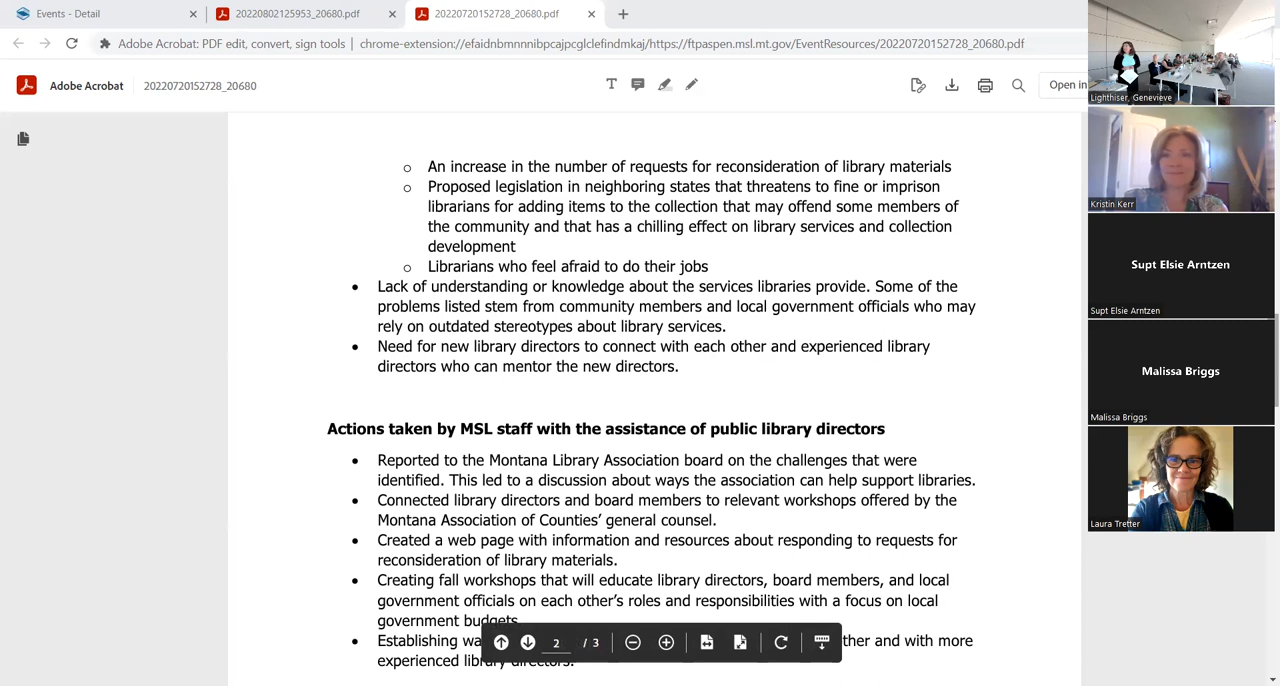 Events - Detail
20220802125953_20680.pdf
20220720152728_20680.pdf
Adobe Acrobat: PDF edit, convert, sign tools | chrome-extension://efaidnbmnnnibpcajpcglclefindmkaj/https://ftpaspen.msl.mt.gov/EventResources/20220720152728_20680.pdf
Adobe Acrobat
20220720152728_20680
Open in
An increase in the number of requests for reconsideration of library materials
Proposed legislation in neighboring states that threatens to fine or imprison
librarians for adding items to the collection that may offend some members of
the community and that has a chilling effect on library services and collection
development
Librarians who feel afraid to do their jobs
Lack of understanding or knowledge about the services libraries provide. Some of the
problems listed stem from community members and local government officials who may
rely on outdated stereotypes about library services.
Need for new library directors to connect with each other and experienced library
directors who can mentor the new directors.
Actions taken by MSL staff with the assistance of public library directors
Reported to the Montana Library Association board on the challenges that were
identified. This led to a discussion about ways the association can help support libraries.
Connected library directors and board members to relevant workshops offered by the
Montana Association of Counties' general counsel.
Created a web page with information and resources about responding to requests for
reconsideration of library materials.
Creating fall workshops that will educate library directors, board members, and local
government officials on each other's roles and responsibilities with a focus on local
government budgets.
Establishing wa ther and with more
experienced library directors.
2 / 3
Lighthiser, Genevieve
Kristin Kerr
Supt Elsie Arntzen
Supt Elsie Arntzen
Malissa Briggs
Malissa Briggs
Laura Tretter